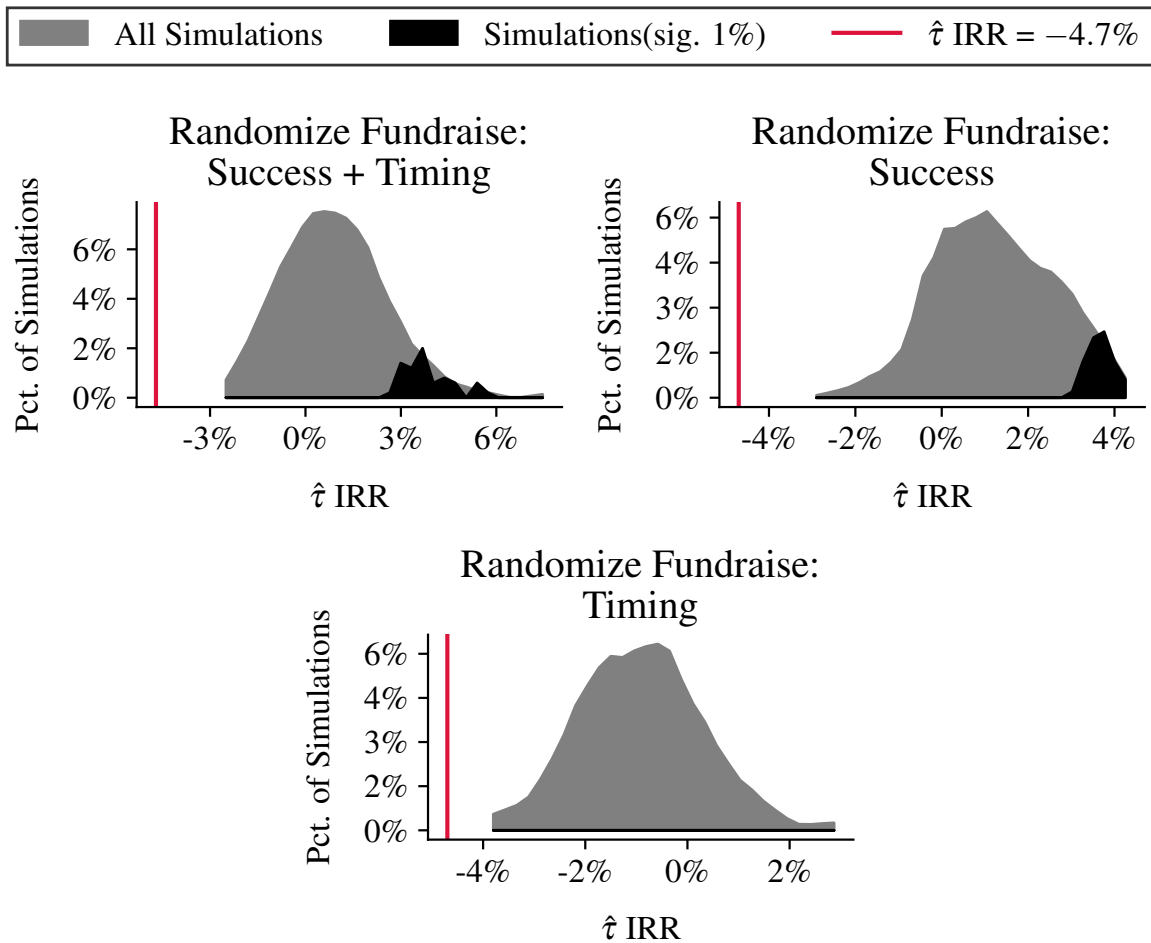 All Simulations Simulations(sig. 1%) τ̂ IRR = −4.7%
Randomize Fundraise:
Success + Timing
Pct. of Simulations
6%
4%
2%
0%
-3% 0% 3% 6%
τ̂ IRR
Randomize Fundraise:
Success
Pct. of Simulations
6%
4%
3%
2%
0%
-4% -2% 0% 2% 4%
τ̂ IRR
Randomize Fundraise:
Timing
Pct. of Simulations
6%
4%
3%
2%
0%
-4% -2% 0% 2%
τ̂ IRR